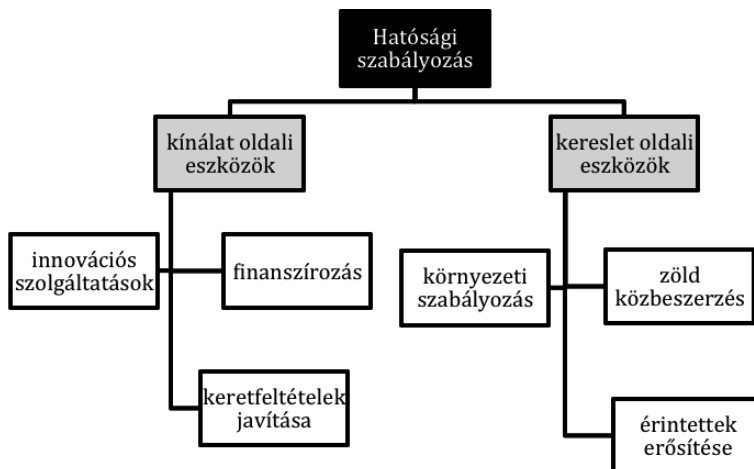 Hatósági
szabályozás
kínálat oldali
eszközök
kereslet oldali
eszközök
innovációs
szolgáltatások
finanszírozás
környezeti
szabályozás
zöld
közbeszerzés
keretfeltételek
javítása
érintettek
erősítése